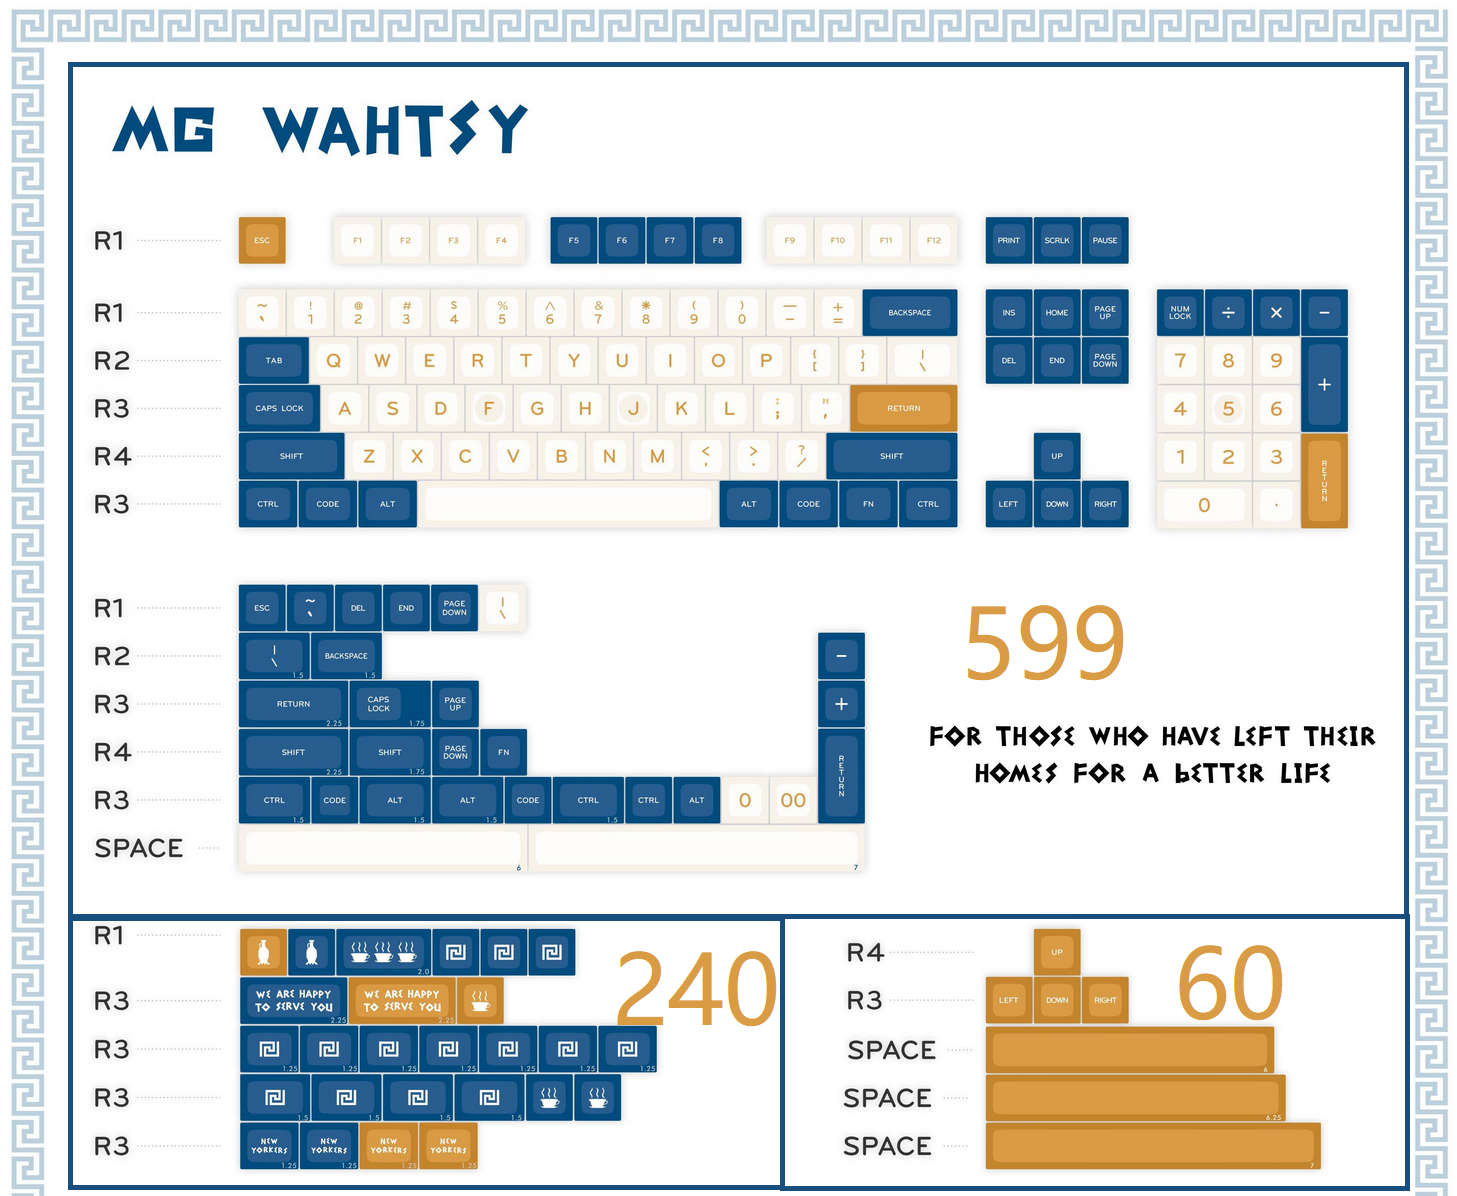 MG WAHTSY
R1 ESC F1 F2 F3 F4 F5 F6 F7 F8 F9 F10 F11 F12 PRINT SCRLK PAUSE
R1 ~ ` ! 1 @ 2 # 3 $ 4 % 5 ^ 6 & 7 * 8 ( 9 ) 0 — - + = BACKSPACE INS HOME PAGE UP NUM LOCK ÷ × −
R2 TAB Q W E R T Y U I O P { [ } ] | \ DEL END PAGE DOWN 7 8 9 +
R3 CAPS LOCK A S D F G H J K L : ; " , RETURN 4 5 6
R4 SHIFT Z X C V B N M < , > . ? / SHIFT UP 1 2 3 RETURN
R3 CTRL CODE ALT ALT CODE FN CTRL LEFT DOWN RIGHT 0 .
R1 ESC ~ ` DEL END PAGE DOWN | \
R2 | \ 1.5 BACKSPACE 1.5 −
R3 RETURN 2.25 CAPS LOCK 1.75 PAGE UP +
R4 SHIFT 2.25 SHIFT 1.75 PAGE DOWN FN RETURN
R3 CTRL 1.5 CODE ALT 1.5 ALT 1.5 CODE CTRL 1.5 CTRL ALT 0 00
SPACE 6 7
599
FOR THOSE WHO HAVE LEFT THEIR
HOMES FOR A BETTER LIFE
R1 2.0
240
R3 WE ARE HAPPY TO SERVE YOU 2.25 WE ARE HAPPY TO SERVE YOU 2.25
R3 1.25 1.25 1.25 1.25 1.25 1.25 1.25
R3 1.5 1.5 1.5 1.5
R3 NEW YORKERS 1.25 NEW YORKERS 1.25 NEW YORKERS 1.25 NEW YORKERS 1.25
R4 UP
60
R3 LEFT DOWN RIGHT
SPACE 6
SPACE 6.25
SPACE 7